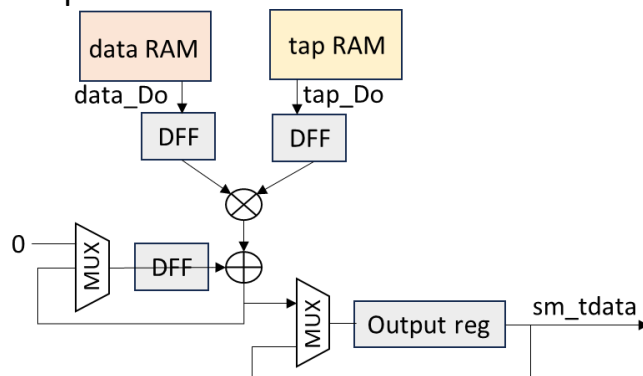 data RAM
tap RAM
data_Do
tap_Do
DFF
DFF
0
MUX
DFF
MUX
Output reg
sm_tdata